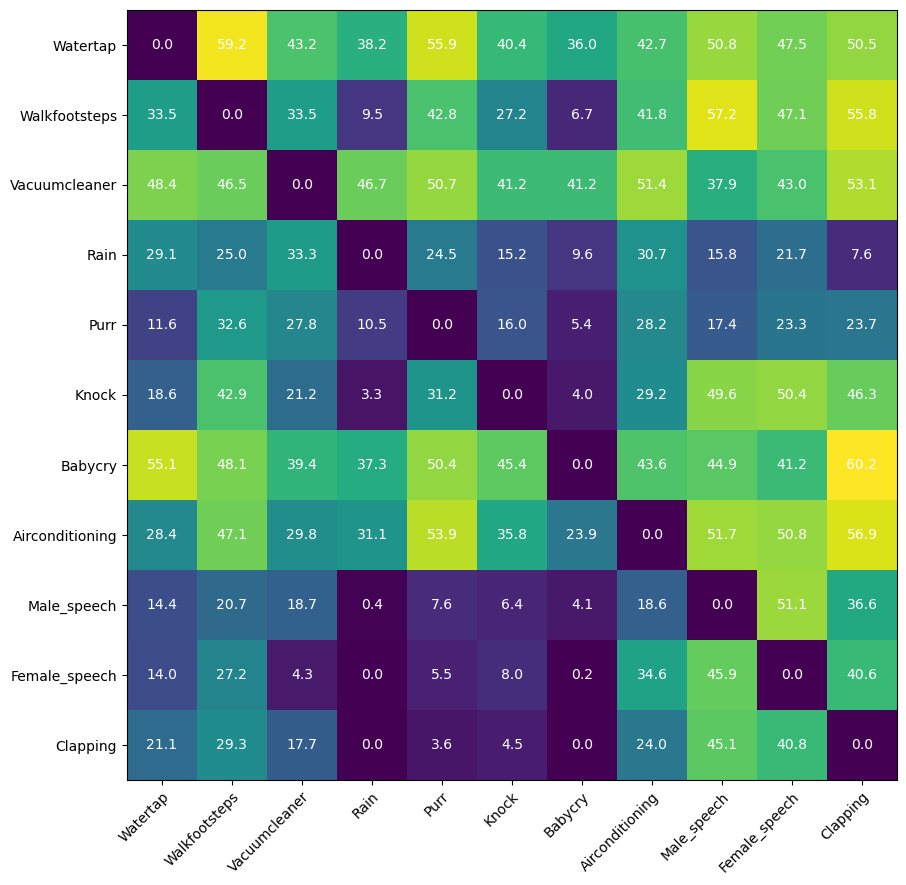 Watertap 0.0 59.2 43.2 38.2 55.9 40.4 36.0 42.7 50.8 47.5 50.5
Walkfootsteps 33.5 0.0 33.5 9.5 42.8 27.2 6.7 41.8 57.2 47.1 55.8
Vacuumcleaner 48.4 46.5 0.0 46.7 50.7 41.2 41.2 51.4 37.9 43.0 53.1
Rain 29.1 25.0 33.3 0.0 24.5 15.2 9.6 30.7 15.8 21.7 7.6
Purr 11.6 32.6 27.8 10.5 0.0 16.0 5.4 28.2 17.4 23.3 23.7
Knock 18.6 42.9 21.2 3.3 31.2 0.0 4.0 29.2 49.6 50.4 46.3
Babycry 55.1 48.1 39.4 37.3 50.4 45.4 0.0 43.6 44.9 41.2 60.2
Airconditioning 28.4 47.1 29.8 31.1 53.9 35.8 23.9 0.0 51.7 50.8 56.9
Male_speech 14.4 20.7 18.7 0.4 7.6 6.4 4.1 18.6 0.0 51.1 36.6
Female_speech 14.0 27.2 4.3 0.0 5.5 8.0 0.2 34.6 45.9 0.0 40.6
Clapping 21.1 29.3 17.7 0.0 3.6 4.5 0.0 24.0 45.1 40.8 0.0
Watertap Walkfootsteps Vacuumcleaner Rain Purr Knock Babycry Airconditioning Male_speech Female_speech Clapping